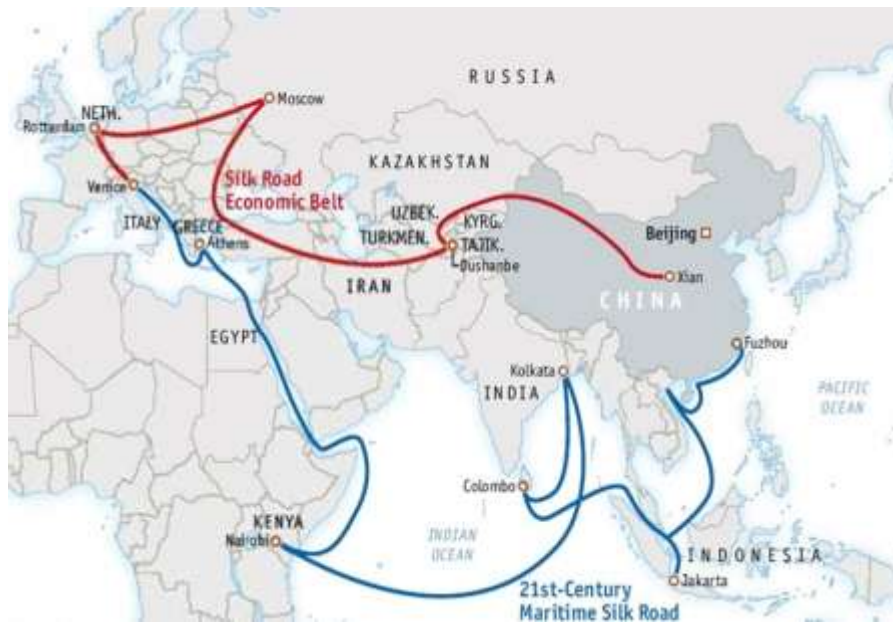 RUSSIA
Moscow
NETH.
Rotterdam
KAZAKHSTAN
Silk Road
Economic Belt
Venice
UZBEK.
KYRG.
ITALY
GREECE
TURKMEN.
TAJIK.
Beijing
Athens
Dushanbe
Xian
IRAN
CHINA
EGYPT
Fuzhou
Kolkata
INDIA
PACIFIC
OCEAN
Colombo
KENYA
Nairobi
INDIAN
OCEAN
INDONESIA
Jakarta
21st-Century
Maritime Silk Road